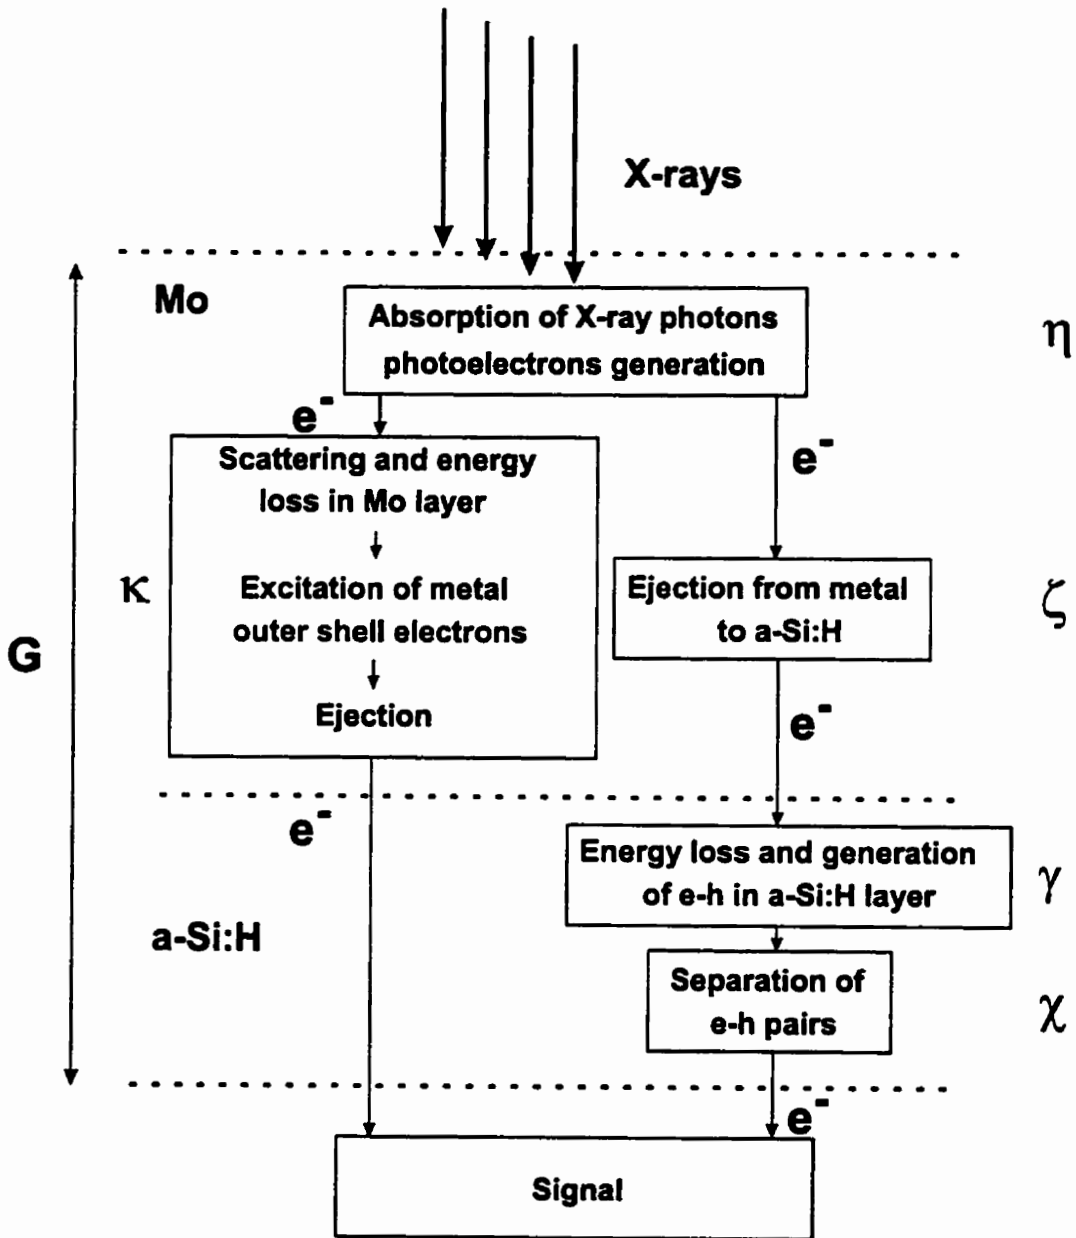 X-rays
Mo
Absorption of X-ray photons
photoelectrons generation
η
e⁻
e⁻
Scattering and energy
loss in Mo layer
Excitation of metal
outer shell electrons
Ejection
κ
Ejection from metal
to a-Si:H
ζ
G
e⁻
e⁻
Energy loss and generation
of e-h in a-Si:H layer
γ
a-Si:H
Separation of
e-h pairs
χ
e⁻
Signal